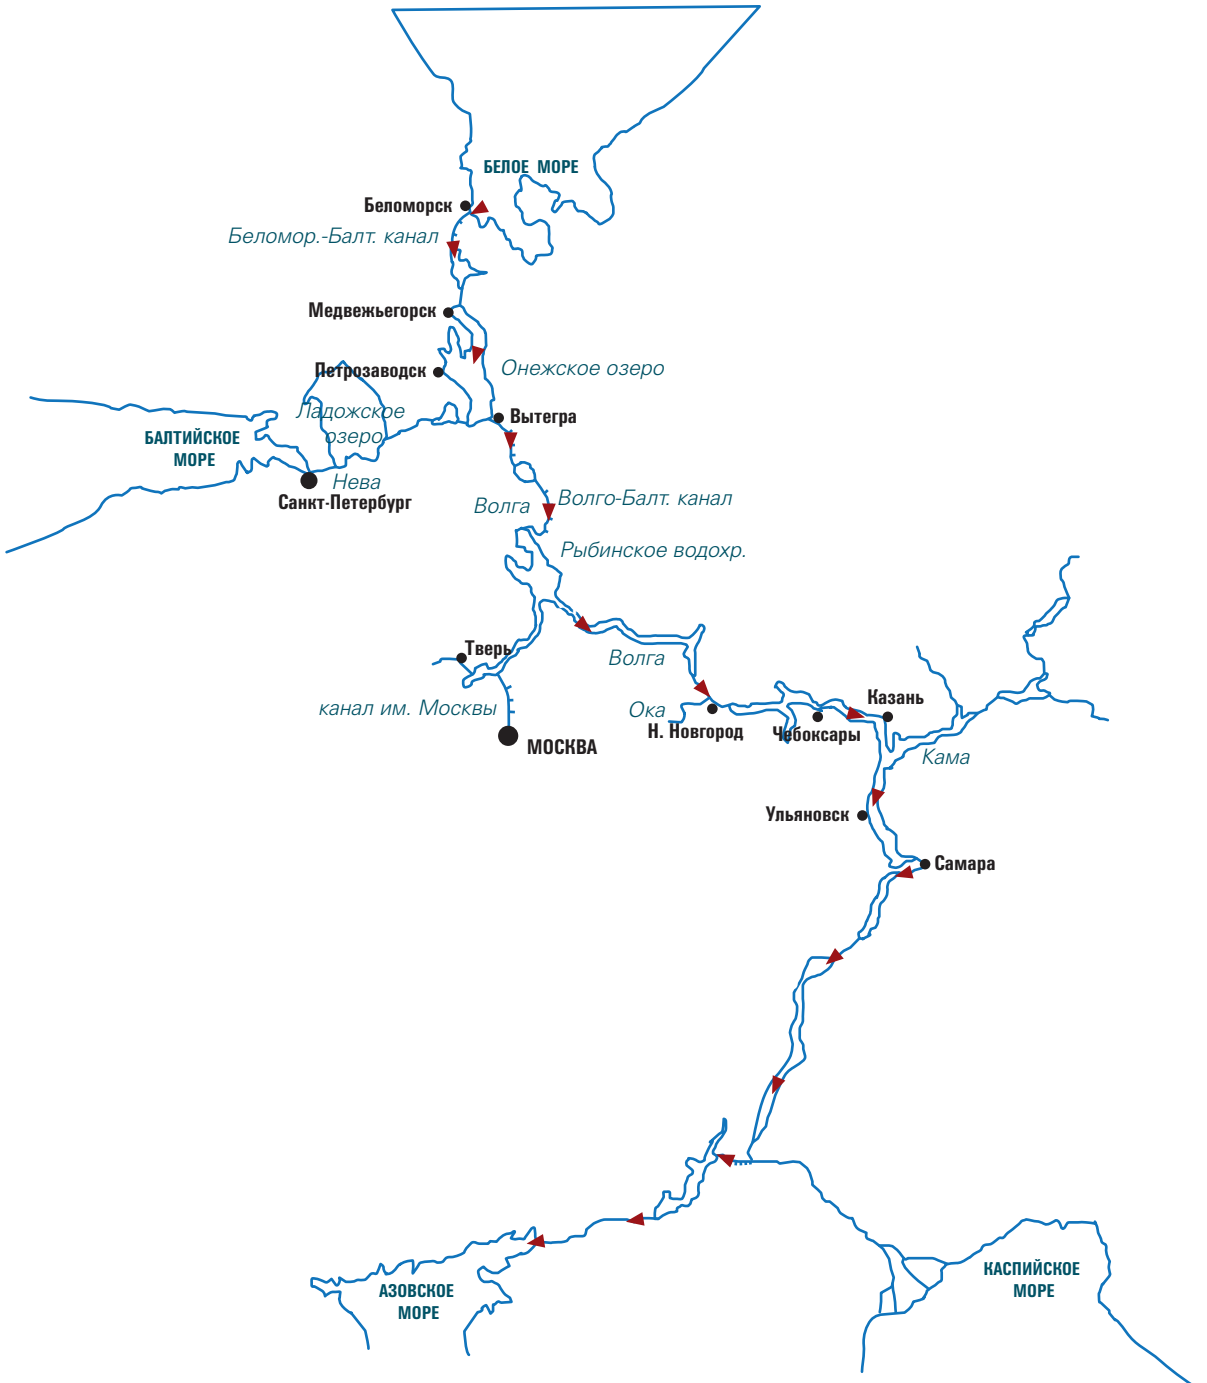 БЕЛОЕ МОРЕ
Беломорск
Беломор.-Балт. канал
Медвежьегорск
Петрозаводск
Онежское озеро
Ладожское
озеро
Вытегра
БАЛТИЙСКОЕ
МОРЕ
Нева
Санкт-Петербург
Волга
Волго-Балт. канал
Рыбинское водохр.
Тверь
Волга
канал им. Москвы
Ока
Казань
Н. Новгород
Чебоксары
МОСКВА
Кама
Ульяновск
Самара
АЗОВСКОЕ
МОРЕ
КАСПИЙСКОЕ
МОРЕ